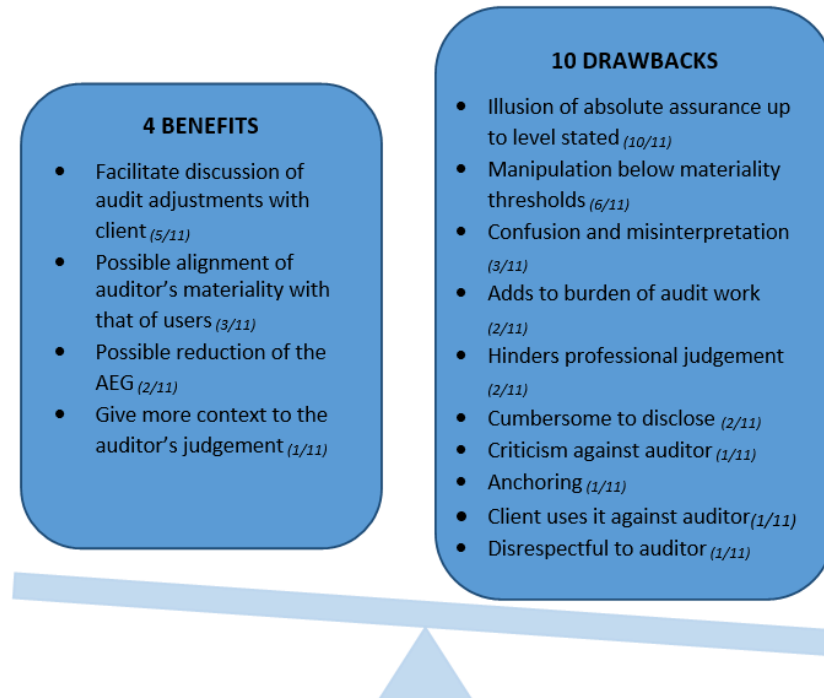 4 BENEFITS
• Facilitate discussion of
audit adjustments with
client (5/11)
• Possible alignment of
auditor’s materiality with
that of users (3/11)
• Possible reduction of the
AEG (2/11)
• Give more context to the
auditor’s judgement (1/11)
10 DRAWBACKS
• Illusion of absolute assurance up
to level stated (10/11)
• Manipulation below materiality
thresholds (6/11)
• Confusion and misinterpretation
(3/11)
• Adds to burden of audit work
(2/11)
• Hinders professional judgement
(2/11)
• Cumbersome to disclose (2/11)
• Criticism against auditor (1/11)
• Anchoring (1/11)
• Client uses it against auditor(1/11)
• Disrespectful to auditor (1/11)